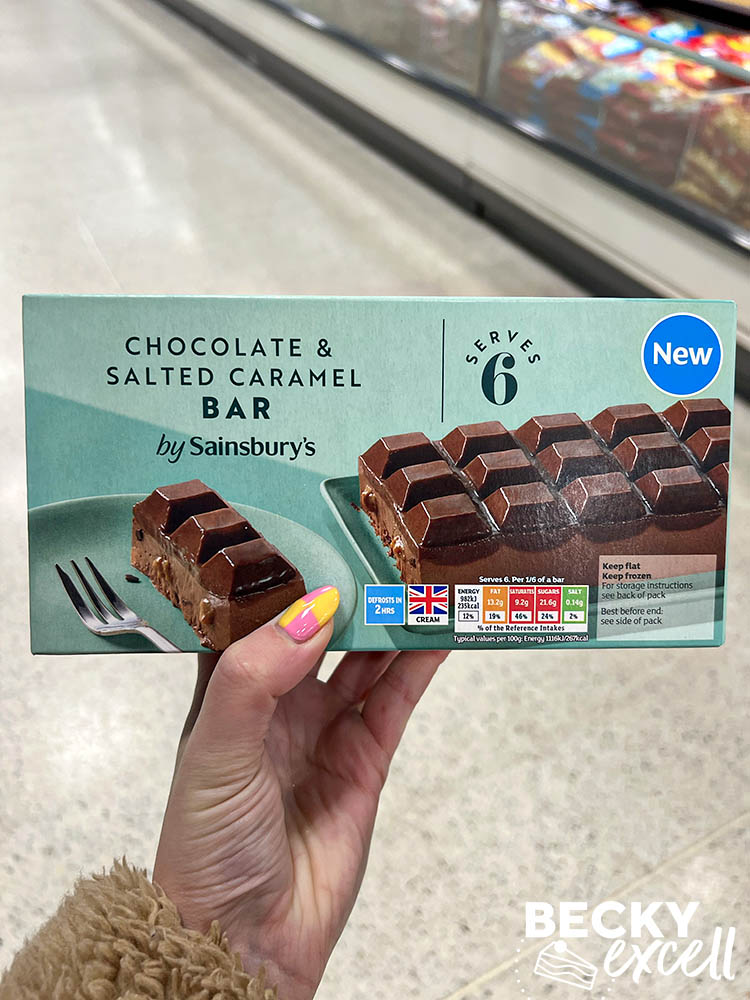 CHOCOLATE &
SALTED CARAMEL
BAR
by Sainsbury's
SERVES
6
New
DEFROSTS IN
2 HRS
CREAM
Serves 6. Per 1/6 of a bar
ENERGY
982kJ
235kcal
12%
FAT
13.2g
19%
SATURATES
9.2g
46%
SUGARS
21.6g
24%
SALT
0.14g
2%
% of the Reference Intakes
Typical values per 100g: Energy 1116kJ/267kcal
Keep flat
Keep frozen
For storage instructions
see back of pack
Best before end:
see side of pack
BECKY
excell